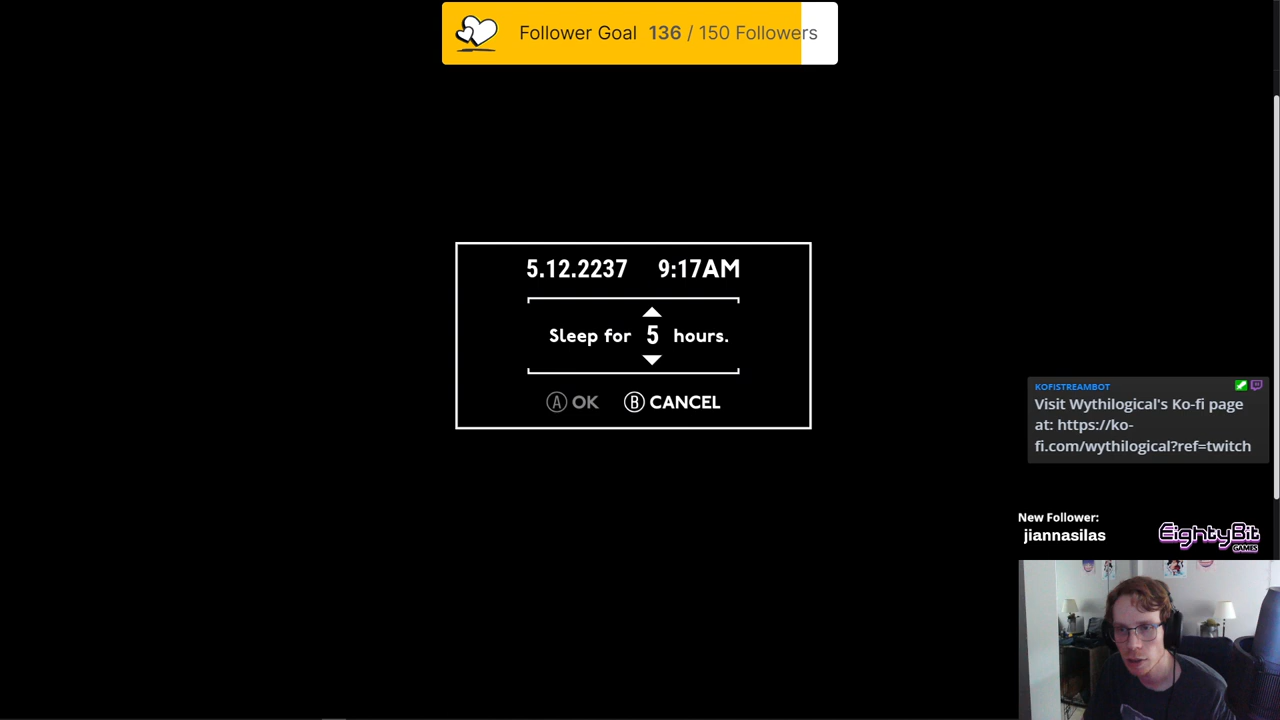 Follower Goal 136 / 150 Followers
5.12.2237 9:17AM
Sleep for 5 hours.
A OK B CANCEL
KOFISTREAMBOT
Visit Wythilogical's Ko-fi page
at: https://ko-
fi.com/wythilogical?ref=twitch
New Follower:
jiannasilas
EightyBit
GAMES